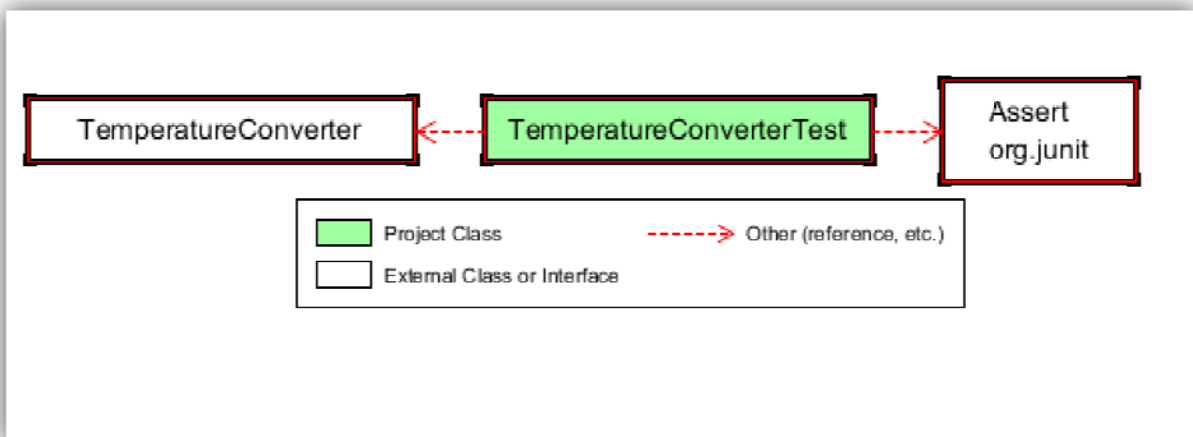 TemperatureConverter
TemperatureConverterTest
Assert
org.junit
Project Class
Other (reference, etc.)
External Class or Interface